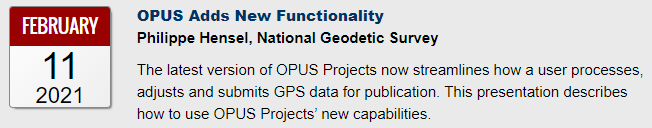 FEBRUARY
11
2021
OPUS Adds New Functionality
Philippe Hensel, National Geodetic Survey
The latest version of OPUS Projects now streamlines how a user processes,
adjusts and submits GPS data for publication. This presentation describes
how to use OPUS Projects' new capabilities.